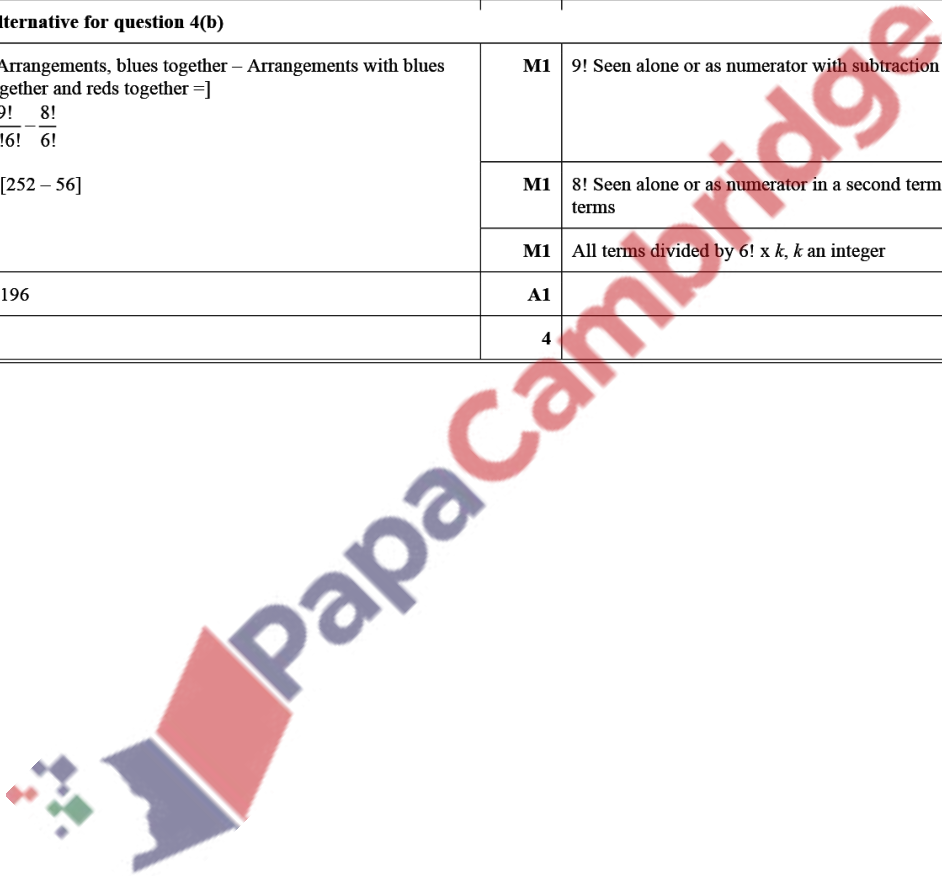 lternative for question 4(b)
Arrangements, blues together – Arrangements with blues
gether and reds together =]
9!/!6! – 8!/6!
[252 – 56]
196
M1 9! Seen alone or as numerator with subtraction
M1 8! Seen alone or as numerator in a second term
terms
M1 All terms divided by 6! x k, k an integer
A1
4
PapaCambridge